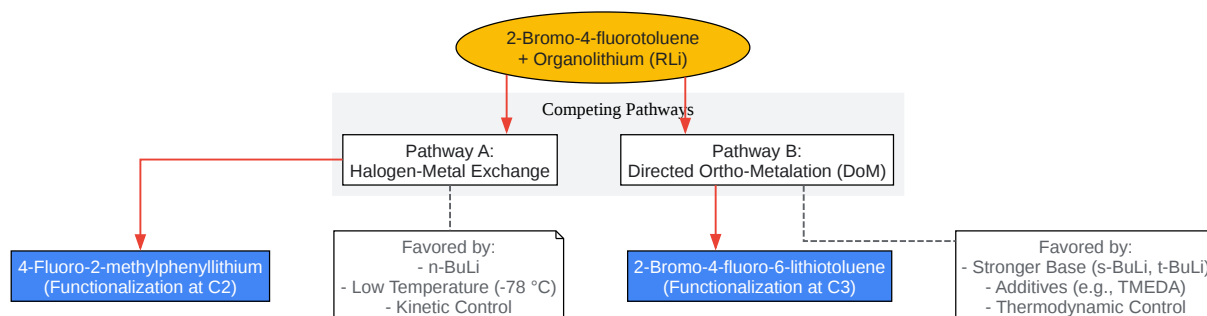 2-Bromo-4-fluorotoluene
+ Organolithium (RLi)
Competing Pathways
Pathway A:
Halogen-Metal Exchange
Pathway B:
Directed Ortho-Metalation (DoM)
4-Fluoro-2-methylphenyllithium
(Functionalization at C2)
Favored by:
- n-BuLi
- Low Temperature (-78 °C)
- Kinetic Control
2-Bromo-4-fluoro-6-lithiotoluene
(Functionalization at C3)
Favored by:
- Stronger Base (s-BuLi, t-BuLi)
- Additives (e.g., TMEDA)
- Thermodynamic Control